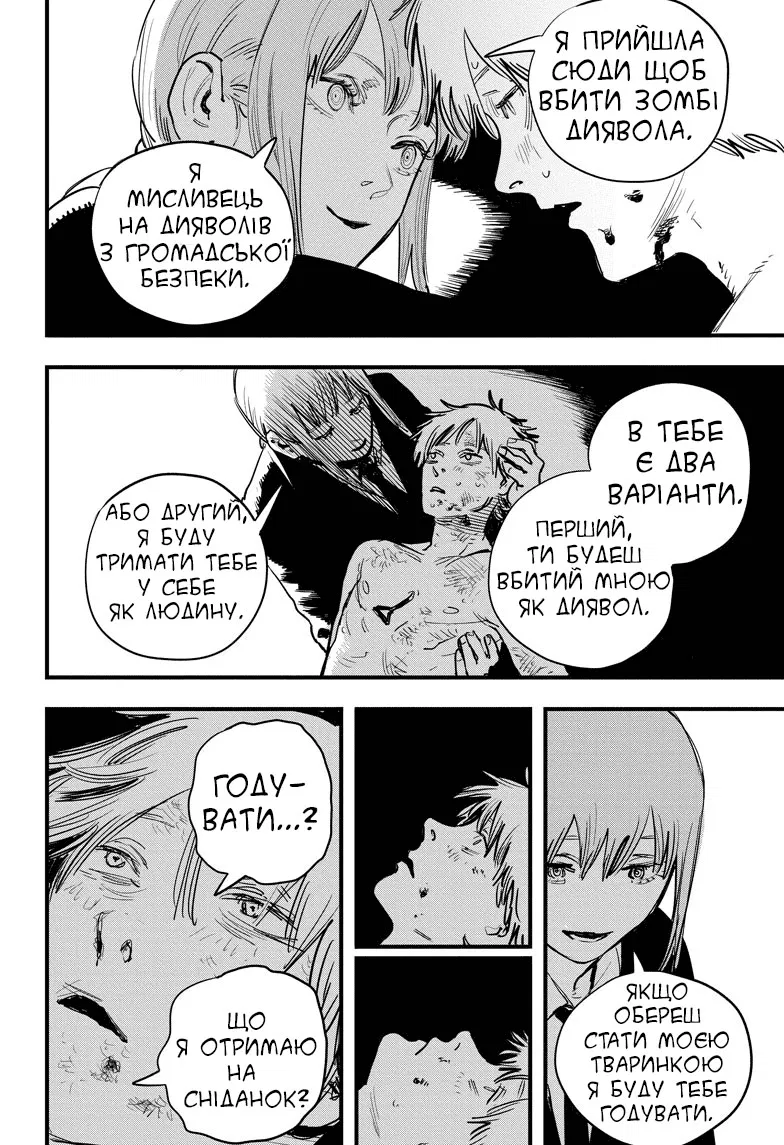 Я ПРИЙШЛА
СЮДИ ЩОБ
ВБИТИ ЗОМБІ
ДИЯВОЛА.
Я
МИСЛИВЕЦЬ
НА ДИЯВОЛІВ
З ГРОМАДСЬКОЇ
БЕЗПЕКИ.
В ТЕБЕ
Є ДВА
ВАРІАНТИ.
ПЕРШИЙ,
ТИ БУДЕШ
ВБИТИЙ МНОЮ
ЯК ДИЯВОЛ.
АБО ДРУГИЙ,
Я БУДУ
ТРИМАТИ ТЕБЕ
У СЕБЕ
ЯК ЛЮДИНУ.
ЯКЩО
ОБЕРЕШ
СТАТИ МОЄЮ
ТВАРИНКОЮ
Я БУДУ ТЕБЕ
ГОДУВАТИ.
ГОДУ-
ВАТИ...?
ЩО
Я ОТРИМАЮ
НА
СНІДАНОК?